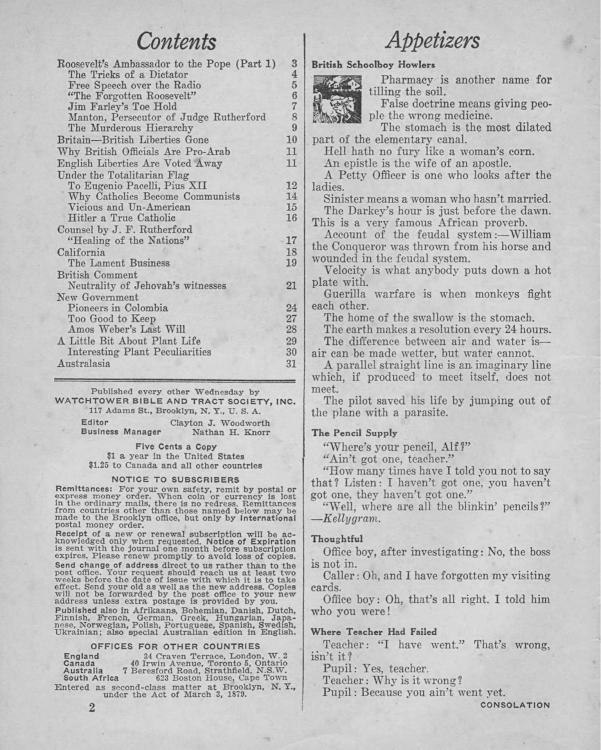 Contents
Roosevelt's Ambassador to the Pope (Part 1) 3
The Tricks of a Dictator 4
Free Speech over the Radio 5
"The Forgotten Roosevelt" 6
Jim Farley's Toe Hold 7
Manton, Persecutor of Judge Rutherford 8
The Murderous Hierarchy 9
Britain—British Liberties Gone 10
Why British Officials Are Pro-Arab 11
English Liberties Are Voted Away 11
Under the Totalitarian Flag
To Eugenio Pacelli, Pius XII 12
Why Catholics Become Communists 14
Vicious and Un-American 15
Hitler a True Catholic 16
Counsel by J. F. Rutherford
"Healing of the Nations" 17
California 18
The Lament Business 19
British Comment
Neutrality of Jehovah's witnesses 21
New Government
Pioneers in Colombia 24
Too Good to Keep 27
Amos Weber's Last Will 28
A Little Bit About Plant Life 29
Interesting Plant Peculiarities 30
Australasia 31
Published every other Wednesday by
WATCHTOWER BIBLE AND TRACT SOCIETY, INC.
117 Adams St., Brooklyn, N. Y., U. S. A.
Editor Clayton J. Woodworth
Business Manager Nathan H. Knorr
Five Cents a Copy
$1 a year in the United States
$1.25 to Canada and all other countries
NOTICE TO SUBSCRIBERS
Remittances: For your own safety, remit by postal or
express money order. When coin or currency is lost
in the ordinary mails, there is no redress. Remittances
from countries other than those named below may be
made to the Brooklyn office, but only by International
postal money order.
Receipt of a new or renewal subscription will be ac-
knowledged only when requested. Notice of Expiration
is sent with the journal one month before subscription
expires. Please renew promptly to avoid loss of copies.
Send change of address direct to us rather than to the
post office. Your request should reach us at least two
weeks before the date of issue with which it is to take
effect. Send your old as well as the new address. Copies
will not be forwarded by the post office to your new
address unless extra postage is provided by you.
Published also in Afrikaans, Bohemian, Danish, Dutch,
Finnish, French, German, Greek, Hungarian, Japa-
nese, Norwegian, Polish, Portuguese, Spanish, Swedish,
Ukrainian; also special Australian edition in English.
OFFICES FOR OTHER COUNTRIES
England 34 Craven Terrace, London, W. 2
Canada 40 Irwin Avenue, Toronto 5, Ontario
Australia 7 Beresford Road, Strathfield, N.S.W.
South Africa 623 Boston House, Cape Town
Entered as second-class matter at Brooklyn, N. Y.,
under the Act of March 3, 1879.
2
Appetizers
British Schoolboy Howlers
Pharmacy is another name for
tilling the soil.
False doctrine means giving peo-
ple the wrong medicine.
The stomach is the most dilated
part of the elementary canal.
Hell hath no fury like a woman's corn.
An epistle is the wife of an apostle.
A Petty Officer is one who looks after the
ladies.
Sinister means a woman who hasn't married.
The Darkey's hour is just before the dawn.
This is a very famous African proverb.
Account of the feudal system:—William
the Conqueror was thrown from his horse and
wounded in the feudal system.
Velocity is what anybody puts down a hot
plate with.
Guerilla warfare is when monkeys fight
each other.
The home of the swallow is the stomach.
The earth makes a resolution every 24 hours.
The difference between air and water is—
air can be made wetter, but water cannot.
A parallel straight line is an imaginary line
which, if produced to meet itself, does not
meet.
The pilot saved his life by jumping out of
the plane with a parasite.
The Pencil Supply
"Where's your pencil, Alf?"
"Ain't got one, teacher."
"How many times have I told you not to say
that? Listen: I haven't got one, you haven't
got one, they haven't got one."
"Well, where are all the blinkin' pencils?"
—Kellygram.
Thoughtful
Office boy, after investigating: No, the boss
is not in.
Caller: Oh, and I have forgotten my visiting
cards.
Office boy: Oh, that's all right. I told him
who you were!
Where Teacher Had Failed
Teacher: "I have went." That's wrong,
isn't it?
Pupil: Yes, teacher.
Teacher: Why is it wrong?
Pupil: Because you ain't went yet.
CONSOLATION